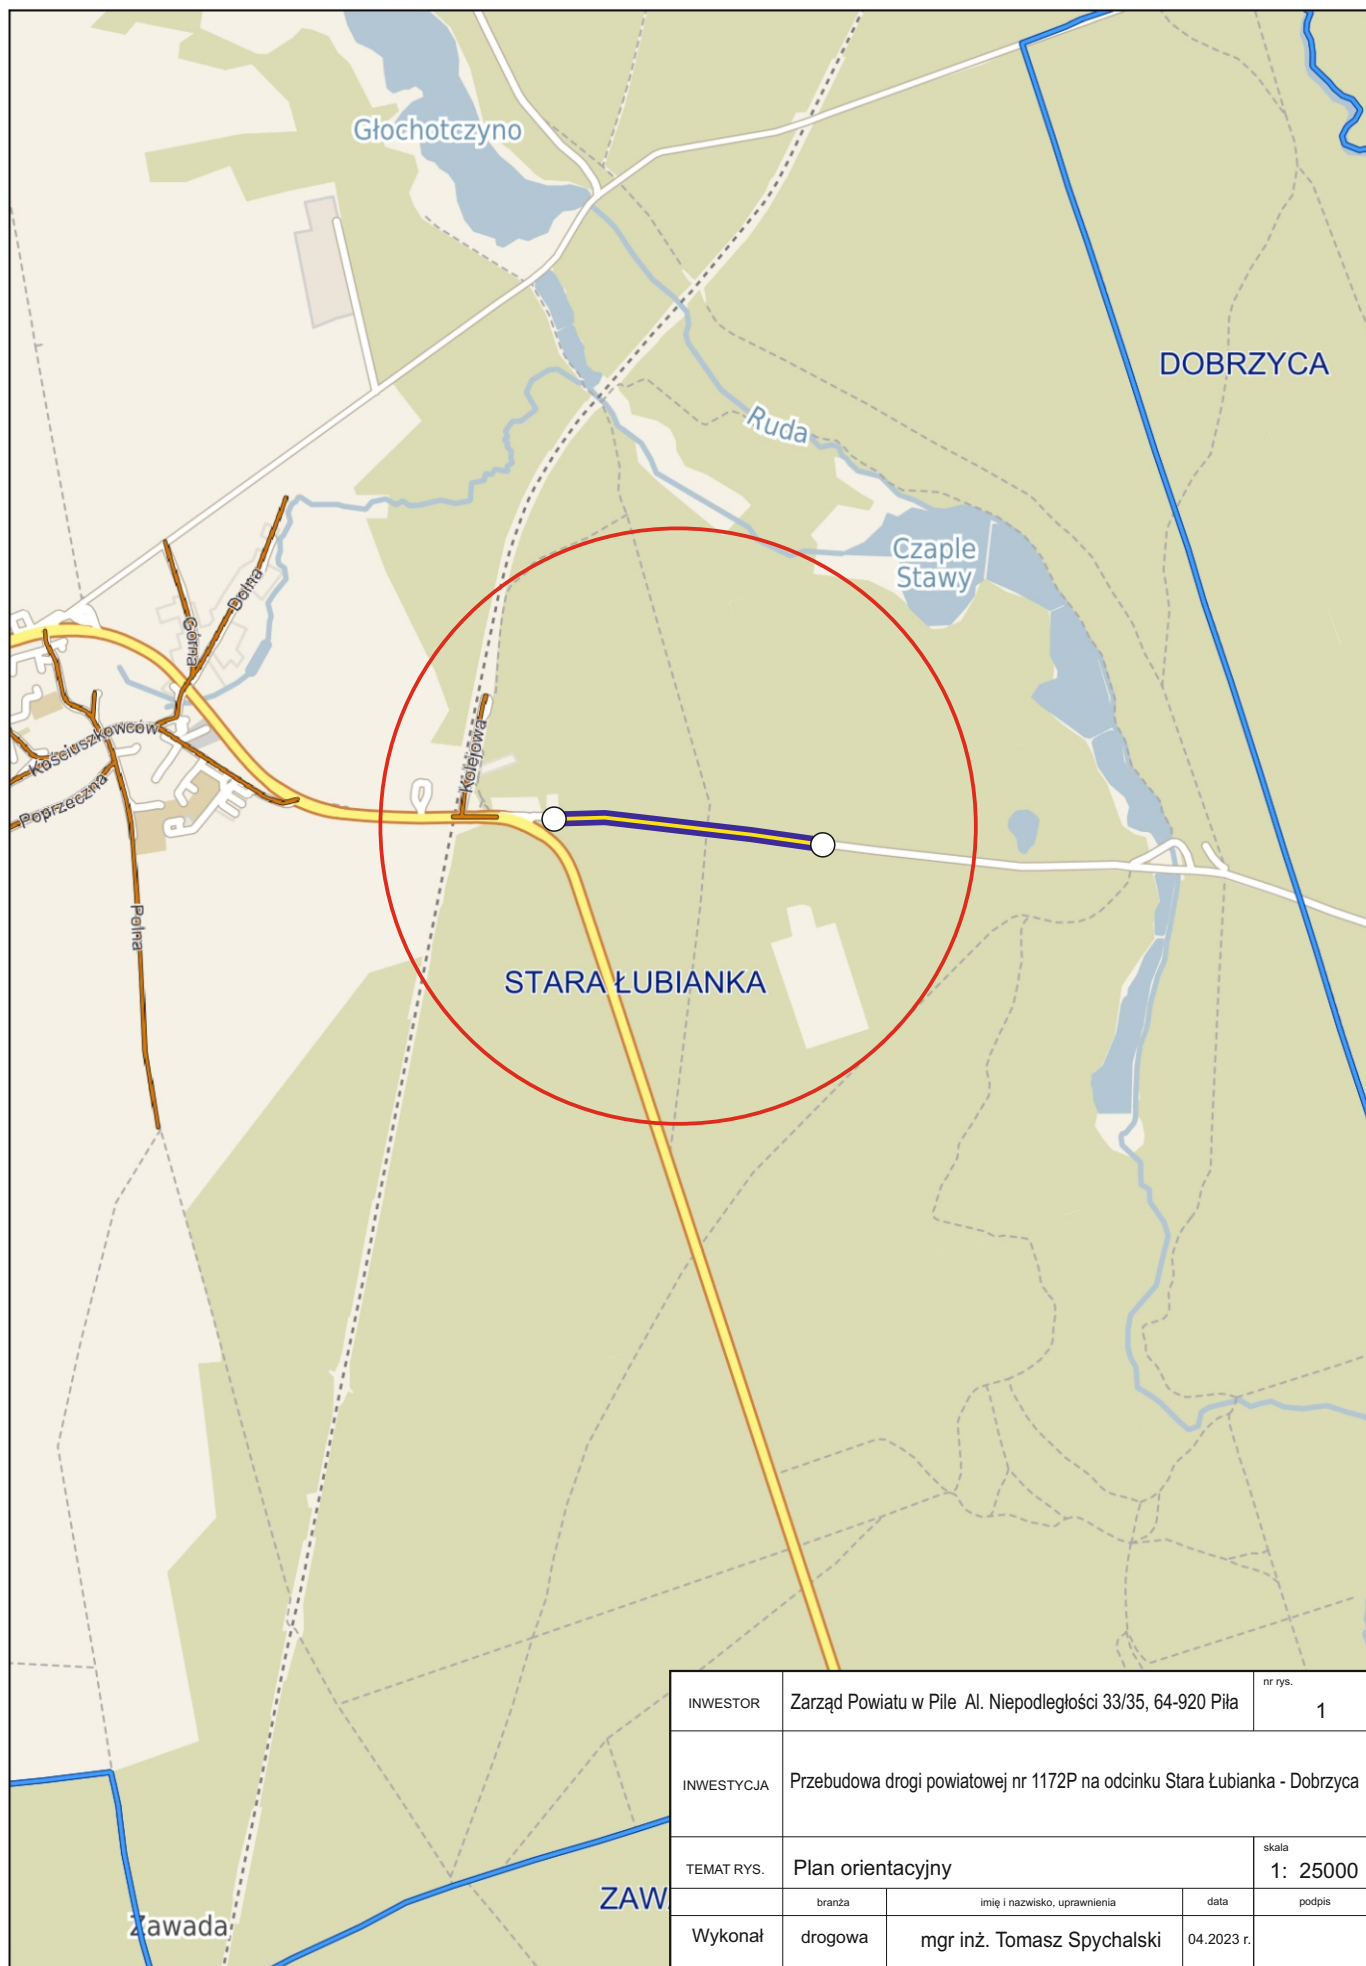 Głochotczyno
DOBRZYCA
Ruda
Czaple
Stawy
Dolna
Górna
Kolejowa
Kościuszkowców
Poprzeczna
Polna
STARA ŁUBIANKA
INWESTOR Zarząd Powiatu w Pile Al. Niepodległości 33/35, 64-920 Piła nr rys. 1
INWESTYCJA Przebudowa drogi powiatowej nr 1172P na odcinku Stara Łubianka - Dobrzyca
TEMAT RYS. Plan orientacyjny skala 1: 25000
branża imię i nazwisko, uprawnienia data podpis
Wykonał drogowa mgr inż. Tomasz Spychalski 04.2023 r.
ZAW
Zawada